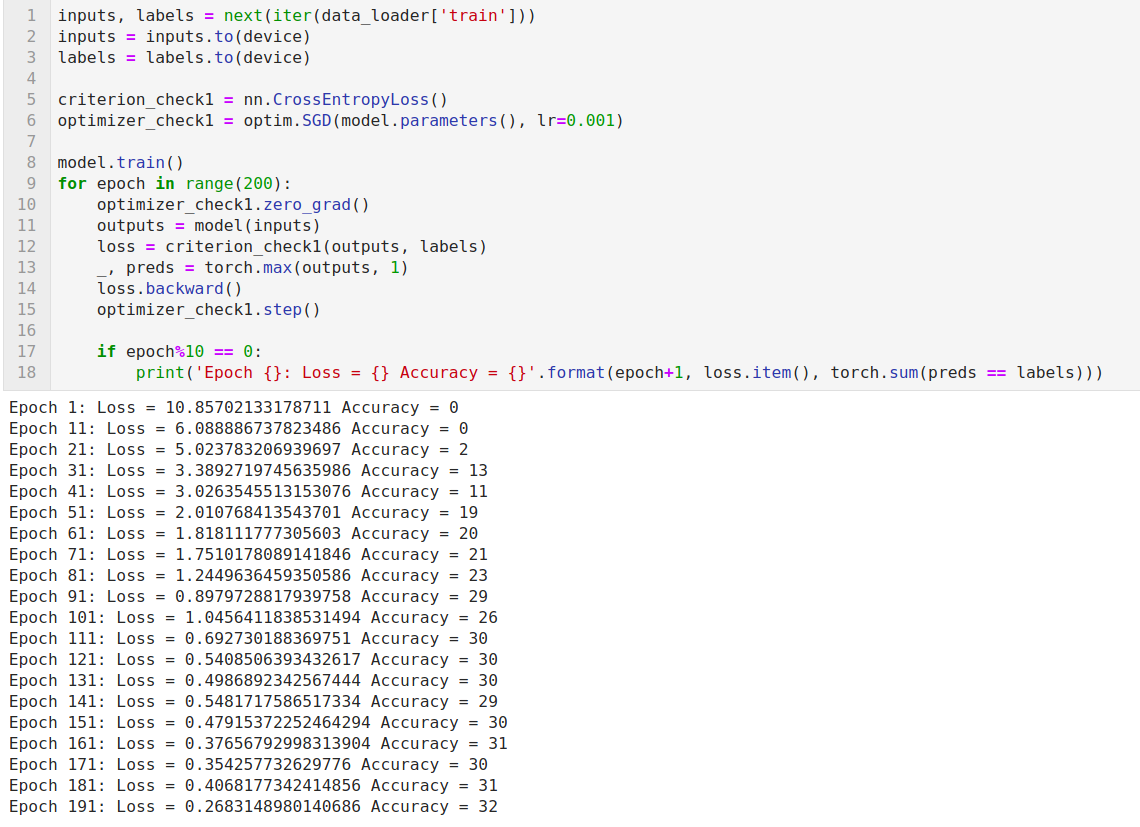 1 inputs, labels = next(iter(data_loader['train']))
2 inputs = inputs.to(device)
3 labels = labels.to(device)
4
5 criterion_check1 = nn.CrossEntropyLoss()
6 optimizer_check1 = optim.SGD(model.parameters(), lr=0.001)
7
8 model.train()
9 for epoch in range(200):
10     optimizer_check1.zero_grad()
11     outputs = model(inputs)
12     loss = criterion_check1(outputs, labels)
13     _, preds = torch.max(outputs, 1)
14     loss.backward()
15     optimizer_check1.step()
16
17     if epoch%10 == 0:
18         print('Epoch {}: Loss = {} Accuracy = {}'.format(epoch+1, loss.item(), torch.sum(preds == labels)))
Epoch 1: Loss = 10.85702133178711 Accuracy = 0
Epoch 11: Loss = 6.088886737823486 Accuracy = 0
Epoch 21: Loss = 5.023783206939697 Accuracy = 2
Epoch 31: Loss = 3.3892719745635986 Accuracy = 13
Epoch 41: Loss = 3.0263545513153076 Accuracy = 11
Epoch 51: Loss = 2.010768413543701 Accuracy = 19
Epoch 61: Loss = 1.818111777305603 Accuracy = 20
Epoch 71: Loss = 1.7510178089141846 Accuracy = 21
Epoch 81: Loss = 1.2449636459350586 Accuracy = 23
Epoch 91: Loss = 0.8979728817939758 Accuracy = 29
Epoch 101: Loss = 1.0456411838531494 Accuracy = 26
Epoch 111: Loss = 0.692730188369751 Accuracy = 30
Epoch 121: Loss = 0.5408506393432617 Accuracy = 30
Epoch 131: Loss = 0.4986892342567444 Accuracy = 30
Epoch 141: Loss = 0.5481717586517334 Accuracy = 29
Epoch 151: Loss = 0.47915372252464294 Accuracy = 30
Epoch 161: Loss = 0.37656792998313904 Accuracy = 31
Epoch 171: Loss = 0.354257732629776 Accuracy = 30
Epoch 181: Loss = 0.4068177342414856 Accuracy = 31
Epoch 191: Loss = 0.2683148980140686 Accuracy = 32